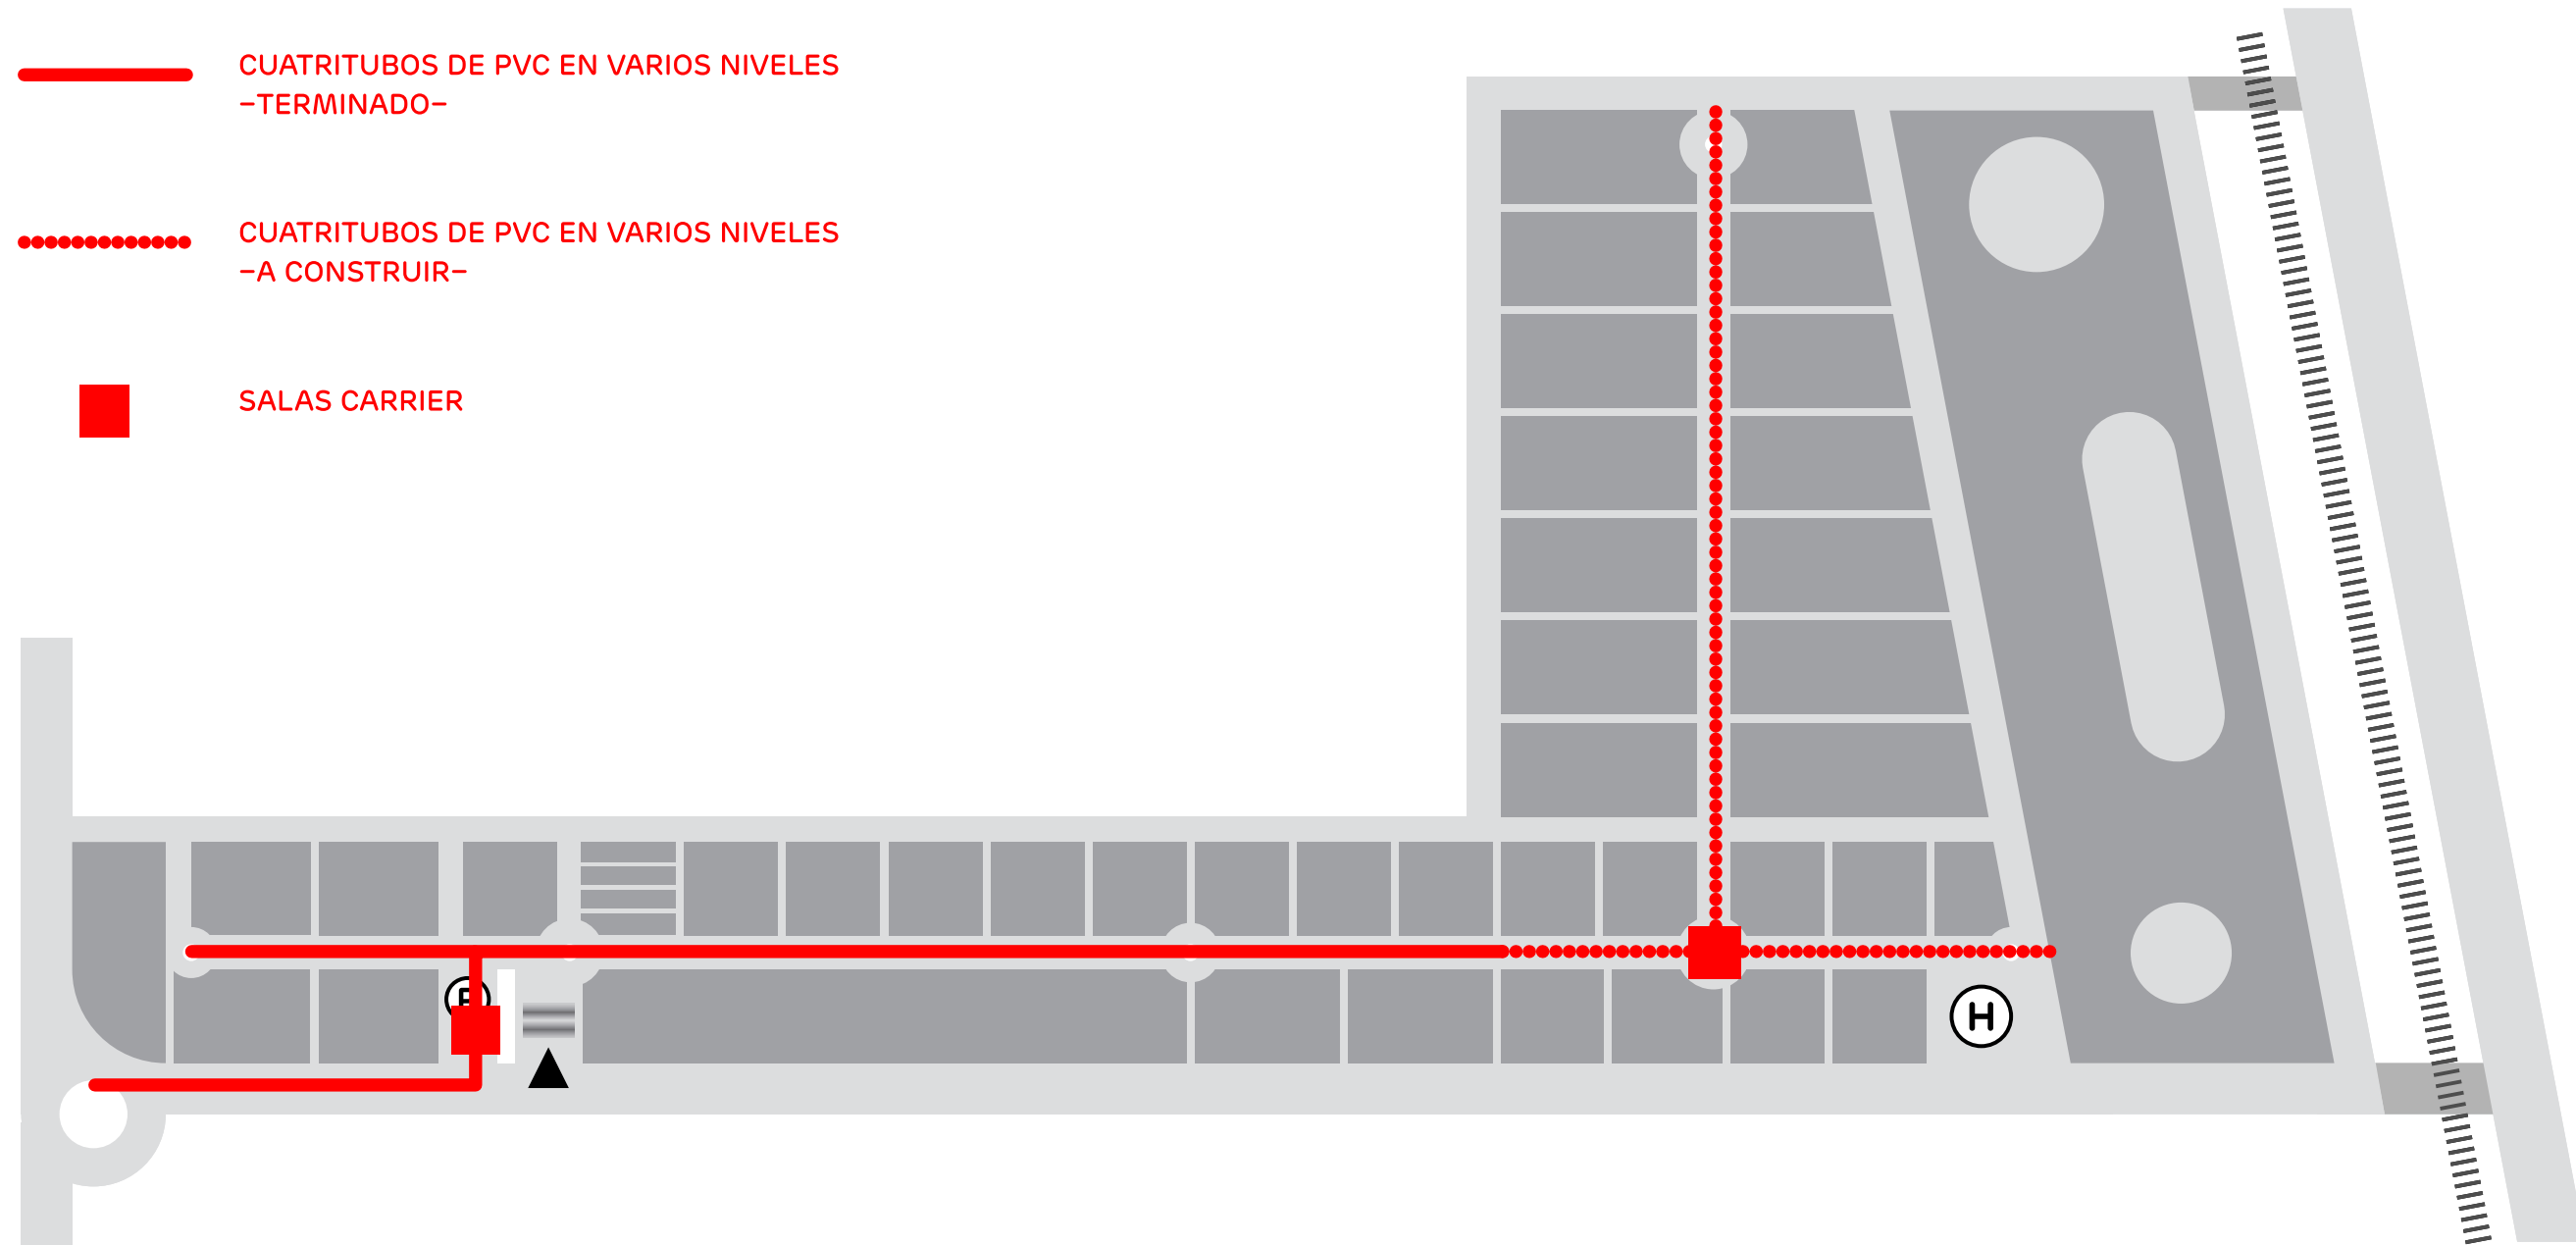 CUATRITUBOS DE PVC EN VARIOS NIVELES
-TERMINADO-
CUATRITUBOS DE PVC EN VARIOS NIVELES
-A CONSTRUIR-
SALAS CARRIER
H